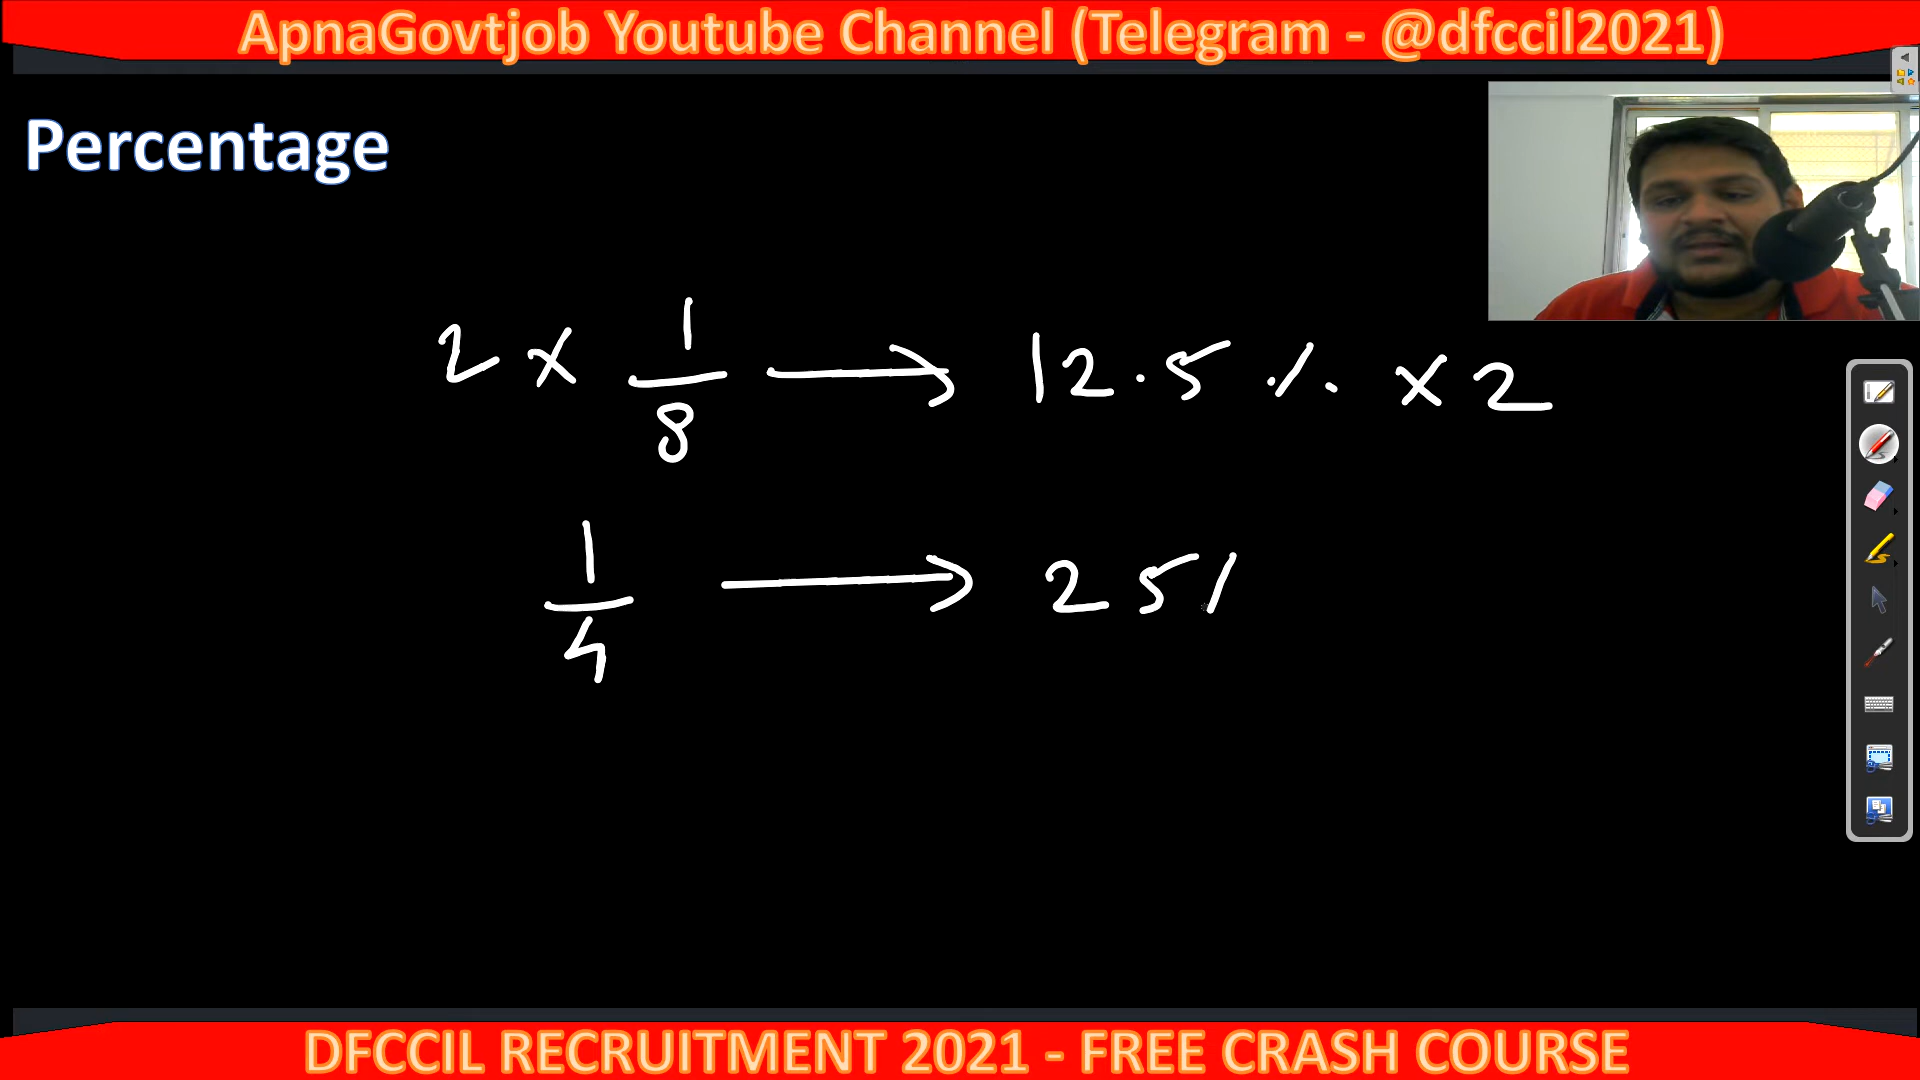 ApnaGovtjob Youtube Channel (Telegram - @dfccil2021)
Percentage
2 × 1/8 → 12.5 % × 2
1/4 → 25/
DFCCIL RECRUITMENT 2021 - FREE CRASH COURSE